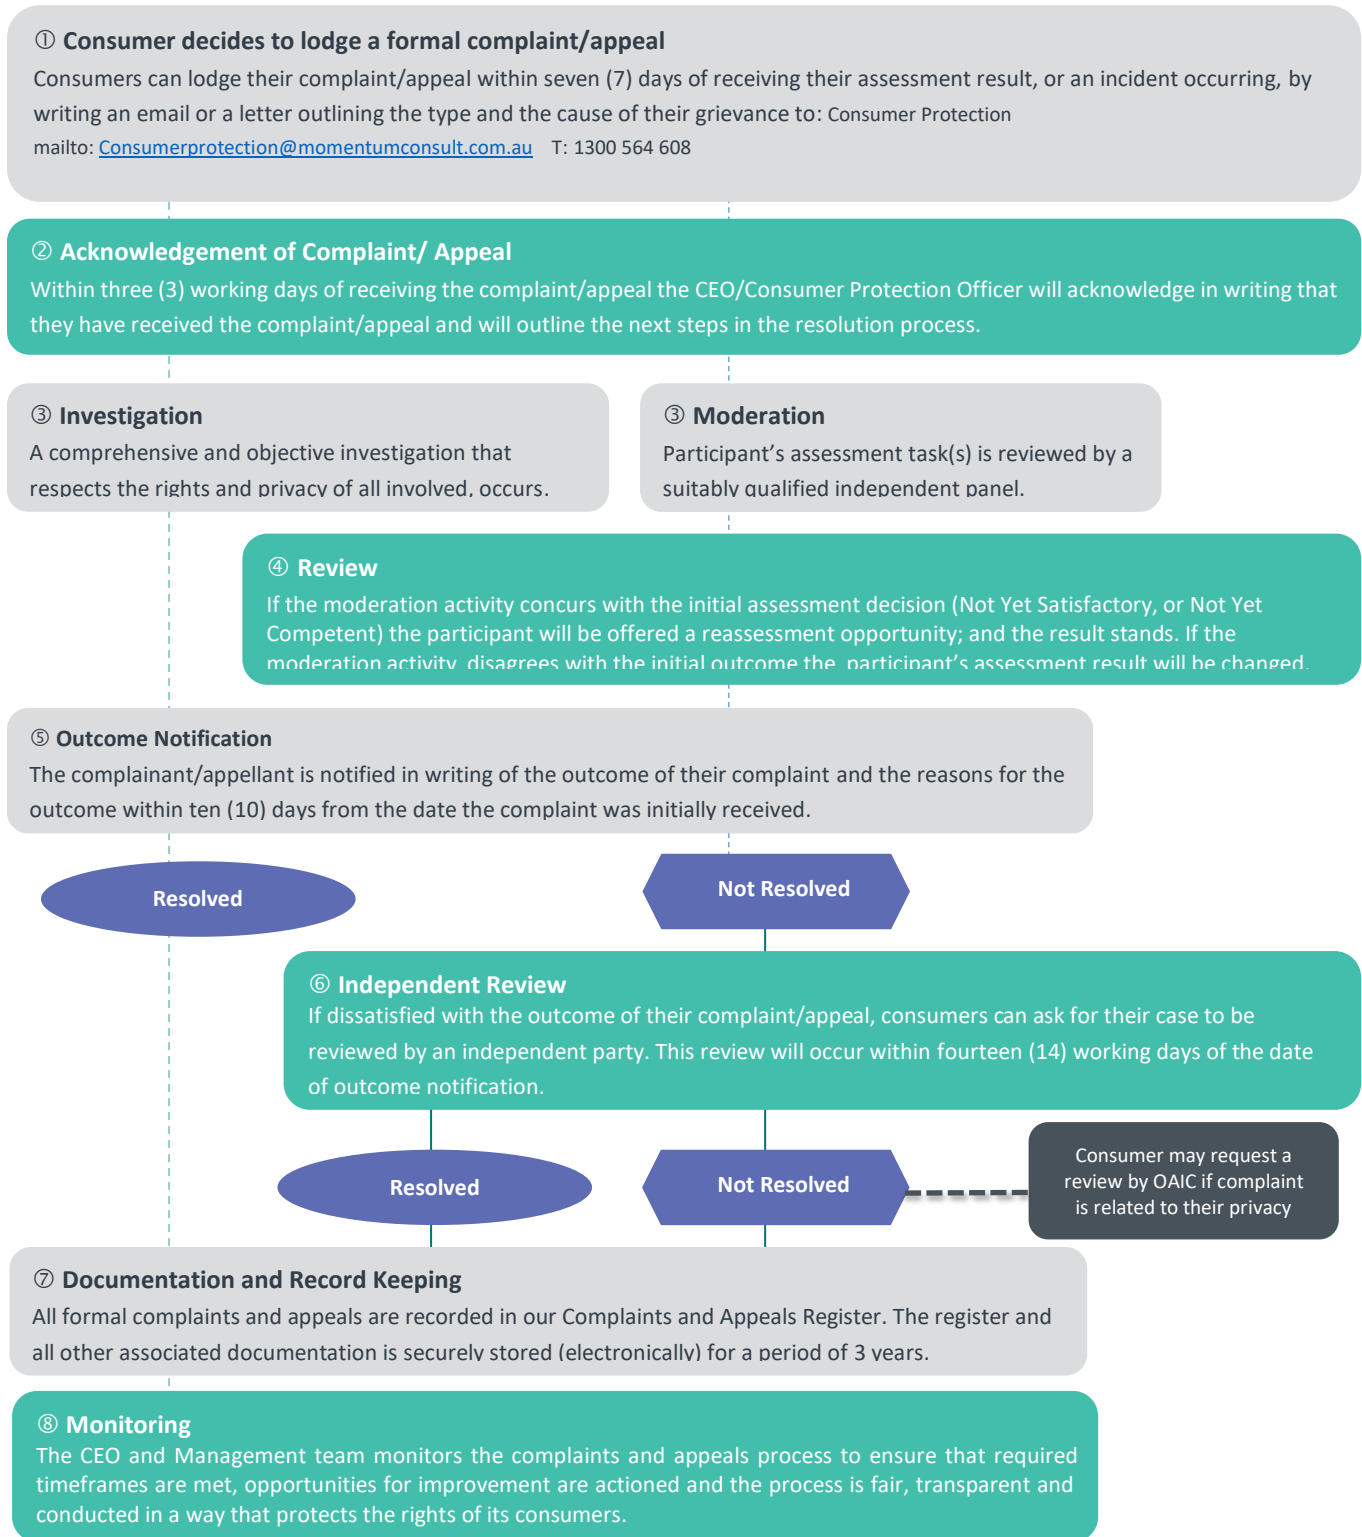 ① Consumer decides to lodge a formal complaint/appeal
Consumers can lodge their complaint/appeal within seven (7) days of receiving their assessment result, or an incident occurring, by
writing an email or a letter outlining the type and the cause of their grievance to: Consumer Protection
mailto: Consumerprotection@momentumconsult.com.au T: 1300 564 608
② Acknowledgement of Complaint/ Appeal
Within three (3) working days of receiving the complaint/appeal the CEO/Consumer Protection Officer will acknowledge in writing that
they have received the complaint/appeal and will outline the next steps in the resolution process.
③ Investigation
A comprehensive and objective investigation that
respects the rights and privacy of all involved, occurs.
③ Moderation
Participant’s assessment task(s) is reviewed by a
suitably qualified independent panel.
④ Review
If the moderation activity concurs with the initial assessment decision (Not Yet Satisfactory, or Not Yet
Competent) the participant will be offered a reassessment opportunity; and the result stands. If the
moderation activity, disagrees with the initial outcome the participant’s assessment result will be changed.
⑤ Outcome Notification
The complainant/appellant is notified in writing of the outcome of their complaint and the reasons for the
outcome within ten (10) days from the date the complaint was initially received.
Resolved
Not Resolved
⑥ Independent Review
If dissatisfied with the outcome of their complaint/appeal, consumers can ask for their case to be
reviewed by an independent party. This review will occur within fourteen (14) working days of the date
of outcome notification.
Resolved
Not Resolved
Consumer may request a
review by OAIC if complaint
is related to their privacy
⑦ Documentation and Record Keeping
All formal complaints and appeals are recorded in our Complaints and Appeals Register. The register and
all other associated documentation is securely stored (electronically) for a period of 3 years.
⑧ Monitoring
The CEO and Management team monitors the complaints and appeals process to ensure that required
timeframes are met, opportunities for improvement are actioned and the process is fair, transparent and
conducted in a way that protects the rights of its consumers.